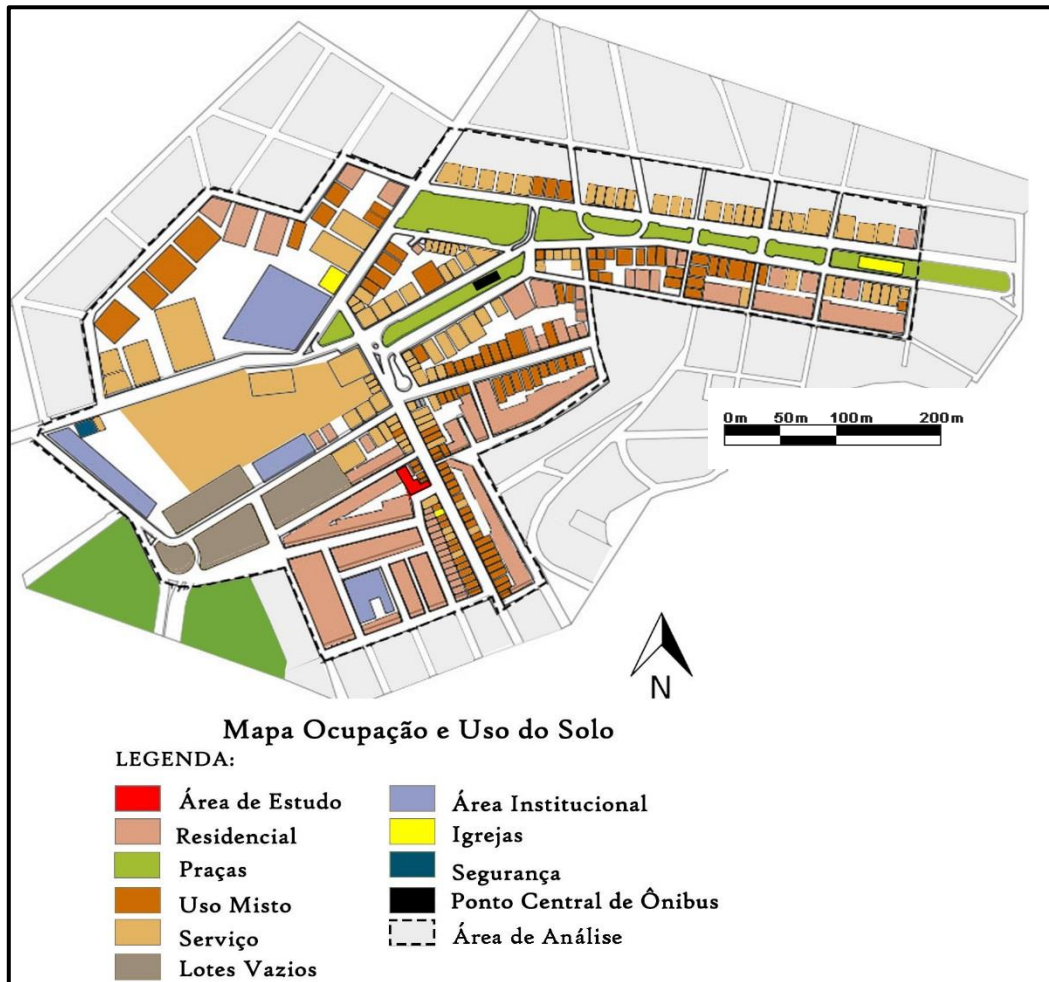 0m 50m 100m 200m
N
Mapa Ocupação e Uso do Solo
LEGENDA:
Área de Estudo
Residencial
Praças
Uso Misto
Serviço
Lotes Vazios
Área Institucional
Igrejas
Segurança
Ponto Central de Ônibus
Área de Análise